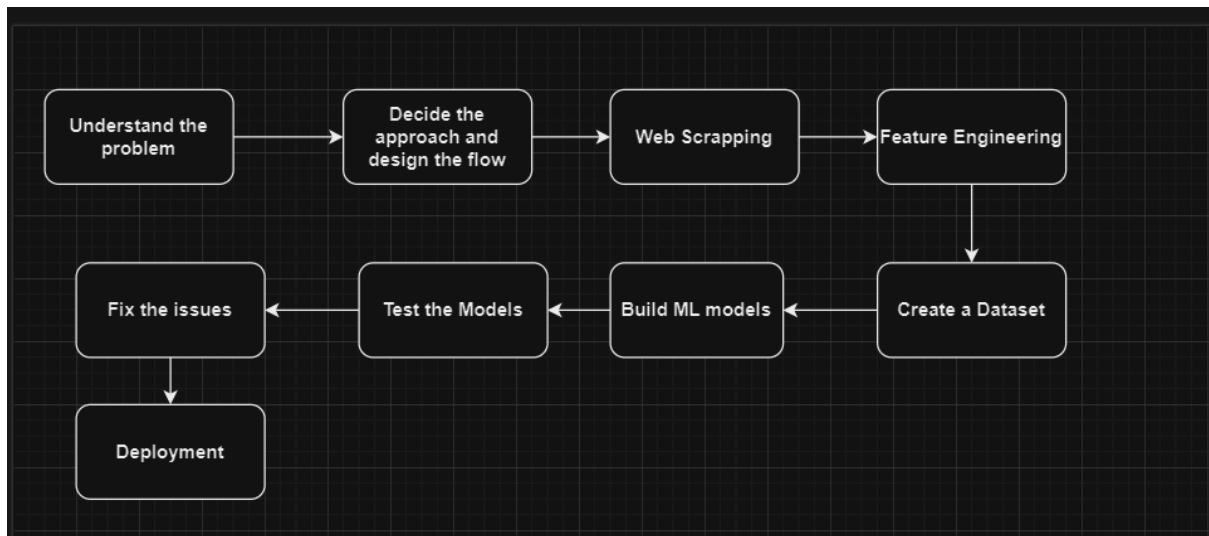 Understand the
problem
Decide the
approach and
design the flow
Web Scrapping
Feature Engineering
Create a Dataset
Build ML models
Test the Models
Fix the issues
Deployment